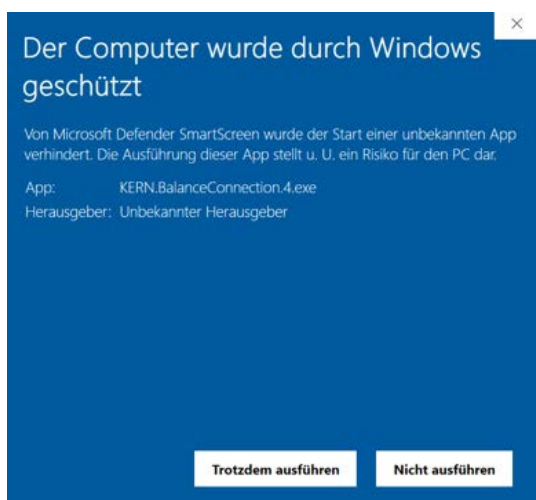 Der Computer wurde durch Windows
geschützt
Von Microsoft Defender SmartScreen wurde der Start einer unbekannten App
verhindert. Die Ausführung dieser App stellt u. U. ein Risiko für den PC dar.
App: KERN.BalanceConnection.4.exe
Herausgeber: Unbekannter Herausgeber
Trotzdem ausführen Nicht ausführen